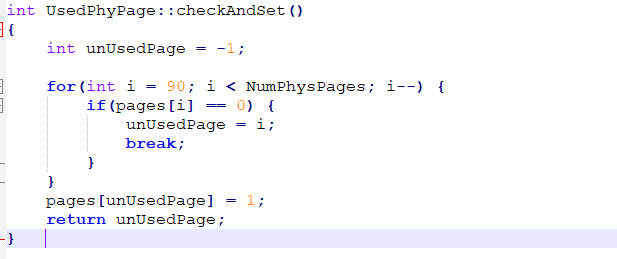 int UsedPhyPage::checkAndSet()
{
    int unUsedPage = -1;

    for(int i = 90; i < NumPhysPages; i--) {
        if(pages[i] == 0) {
            unUsedPage = i;
            break;
        }
    }
    pages[unUsedPage] = 1;
    return unUsedPage;
}